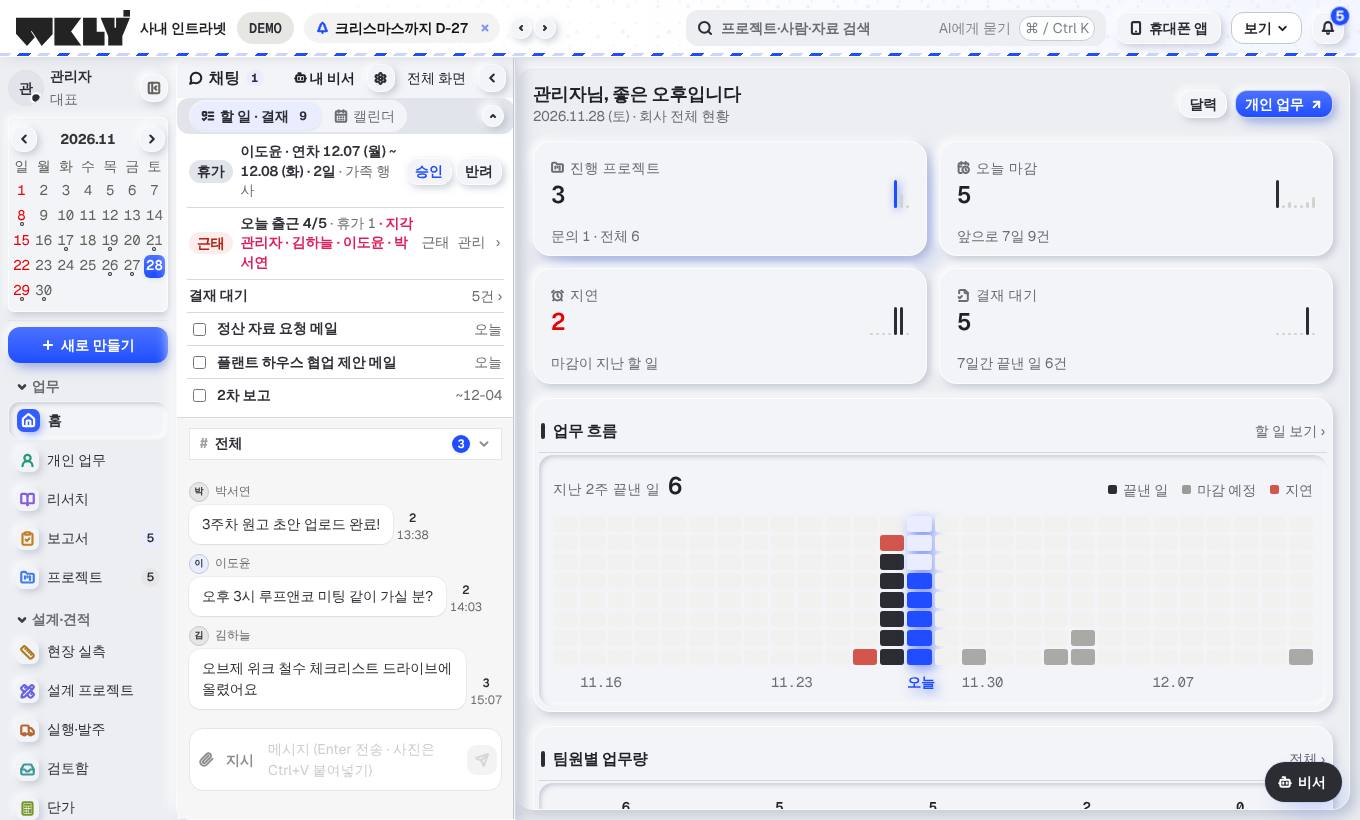 WKLY
사내 인트라넷
DEMO
크리스마스까지 D-27 ×
‹ ›
프로젝트·사람·자료 검색
AI에게 묻기
⌘ / Ctrl K
휴대폰 앱
보기
5
관
관리자
대표
2026.11
일 월 화 수 목 금 토
1 2 3 4 5 6 7
8 9 10 11 12 13 14
15 16 17 18 19 20 21
22 23 24 25 26 27 28
29 30
+ 새로 만들기
업무
홈
개인 업무
리서치
보고서 5
프로젝트 5
설계·견적
현장 실측
설계 프로젝트
실행·발주
검토함
단가
채팅 1
내 비서
전체 화면
할 일 · 결재 9
캘린더
휴가
이도윤 · 연차 12.07 (월) ~
12.08 (화) · 2일 · 가족 행
사
승인
반려
근태
오늘 출근 4/5 · 휴가 1 · 지각
관리자 · 김하늘 · 이도윤 · 박
서연
근태 관리 ›
결재 대기
5건 ›
정산 자료 요청 메일
오늘
플랜트 하우스 협업 제안 메일
오늘
2차 보고
~12-04
# 전체
3
박 박서연
3주차 원고 초안 업로드 완료!
2
13:38
이 이도윤
오후 3시 루프앤코 미팅 같이 가실 분?
2
14:03
김 김하늘
오브제 위크 철수 체크리스트 드라이브에
올렸어요
3
15:07
지시
메시지 (Enter 전송 · 사진은
Ctrl+V 붙여넣기)
관리자님, 좋은 오후입니다
2026.11.28 (토) · 회사 전체 현황
달력
개인 업무
진행 프로젝트
3
문의 1 · 전체 6
오늘 마감
5
앞으로 7일 9건
지연
2
마감이 지난 할 일
결재 대기
5
7일간 끝낸 일 6건
업무 흐름
할 일 보기 ›
지난 2주 끝낸 일 6
끝낸 일
마감 예정
지연
11.16
11.23
오늘
11.30
12.07
팀원별 업무량
전체 ›
6 5 5 2 0
비서